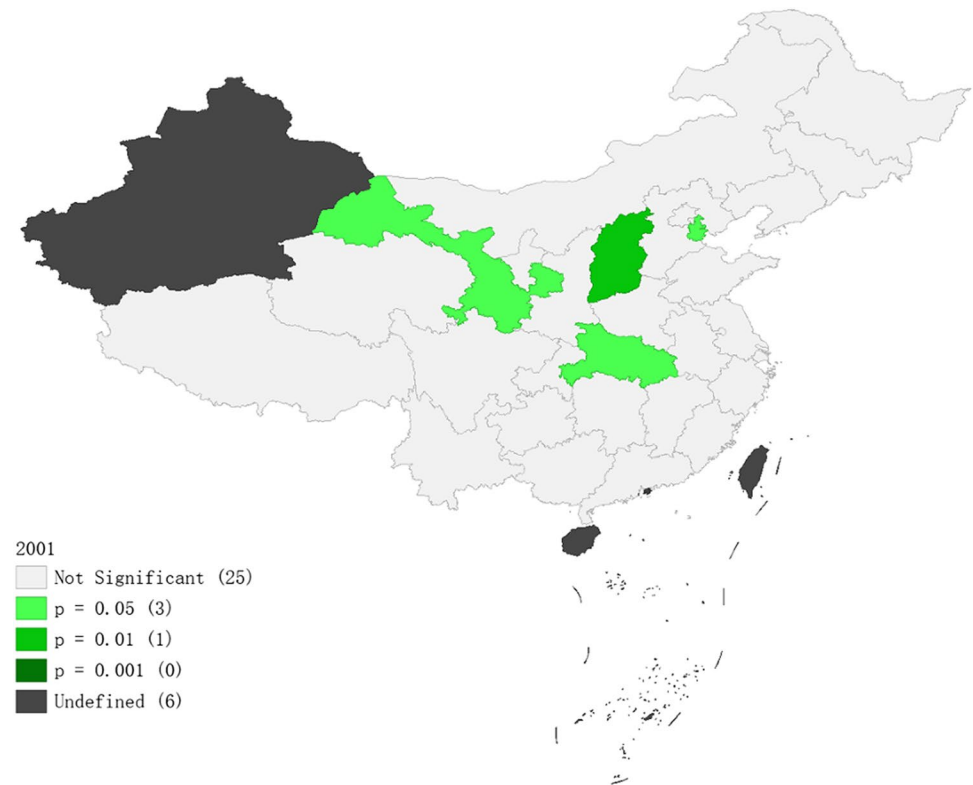 2001
Not Significant (25)
p = 0.05 (3)
p = 0.01 (1)
p = 0.001 (0)
Undefined (6)